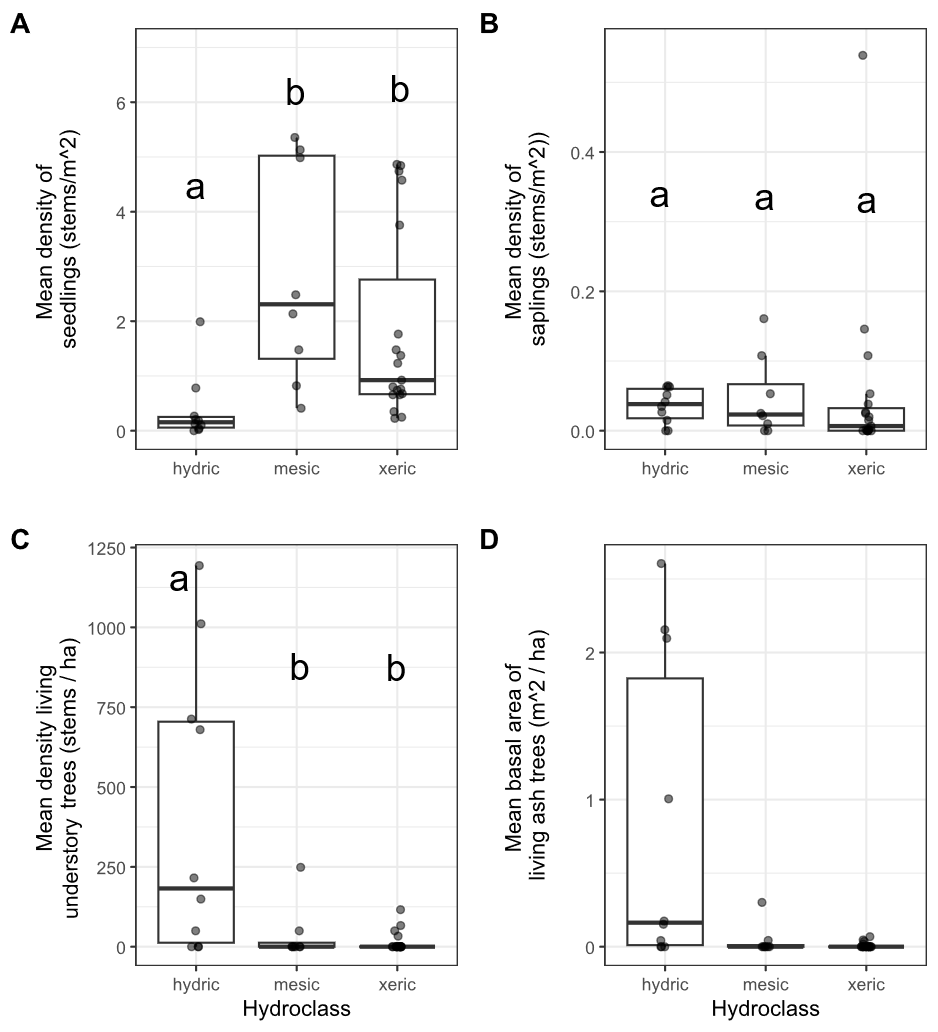 A
Mean density of
seedlings (stems/m^2)
6
4
2
0
a
b
b
hydric
mesic
xeric
B
Mean density of
saplings (stems/m^2))
0.4
0.2
0.0
a
a
a
hydric
mesic
xeric
C
Mean density living
understory trees (stems / ha)
1250
1000
750
500
250
0
a
b
b
hydric
mesic
xeric
Hydroclass
D
Mean basal area of
living ash trees (m^2 / ha)
2
1
0
hydric
mesic
xeric
Hydroclass